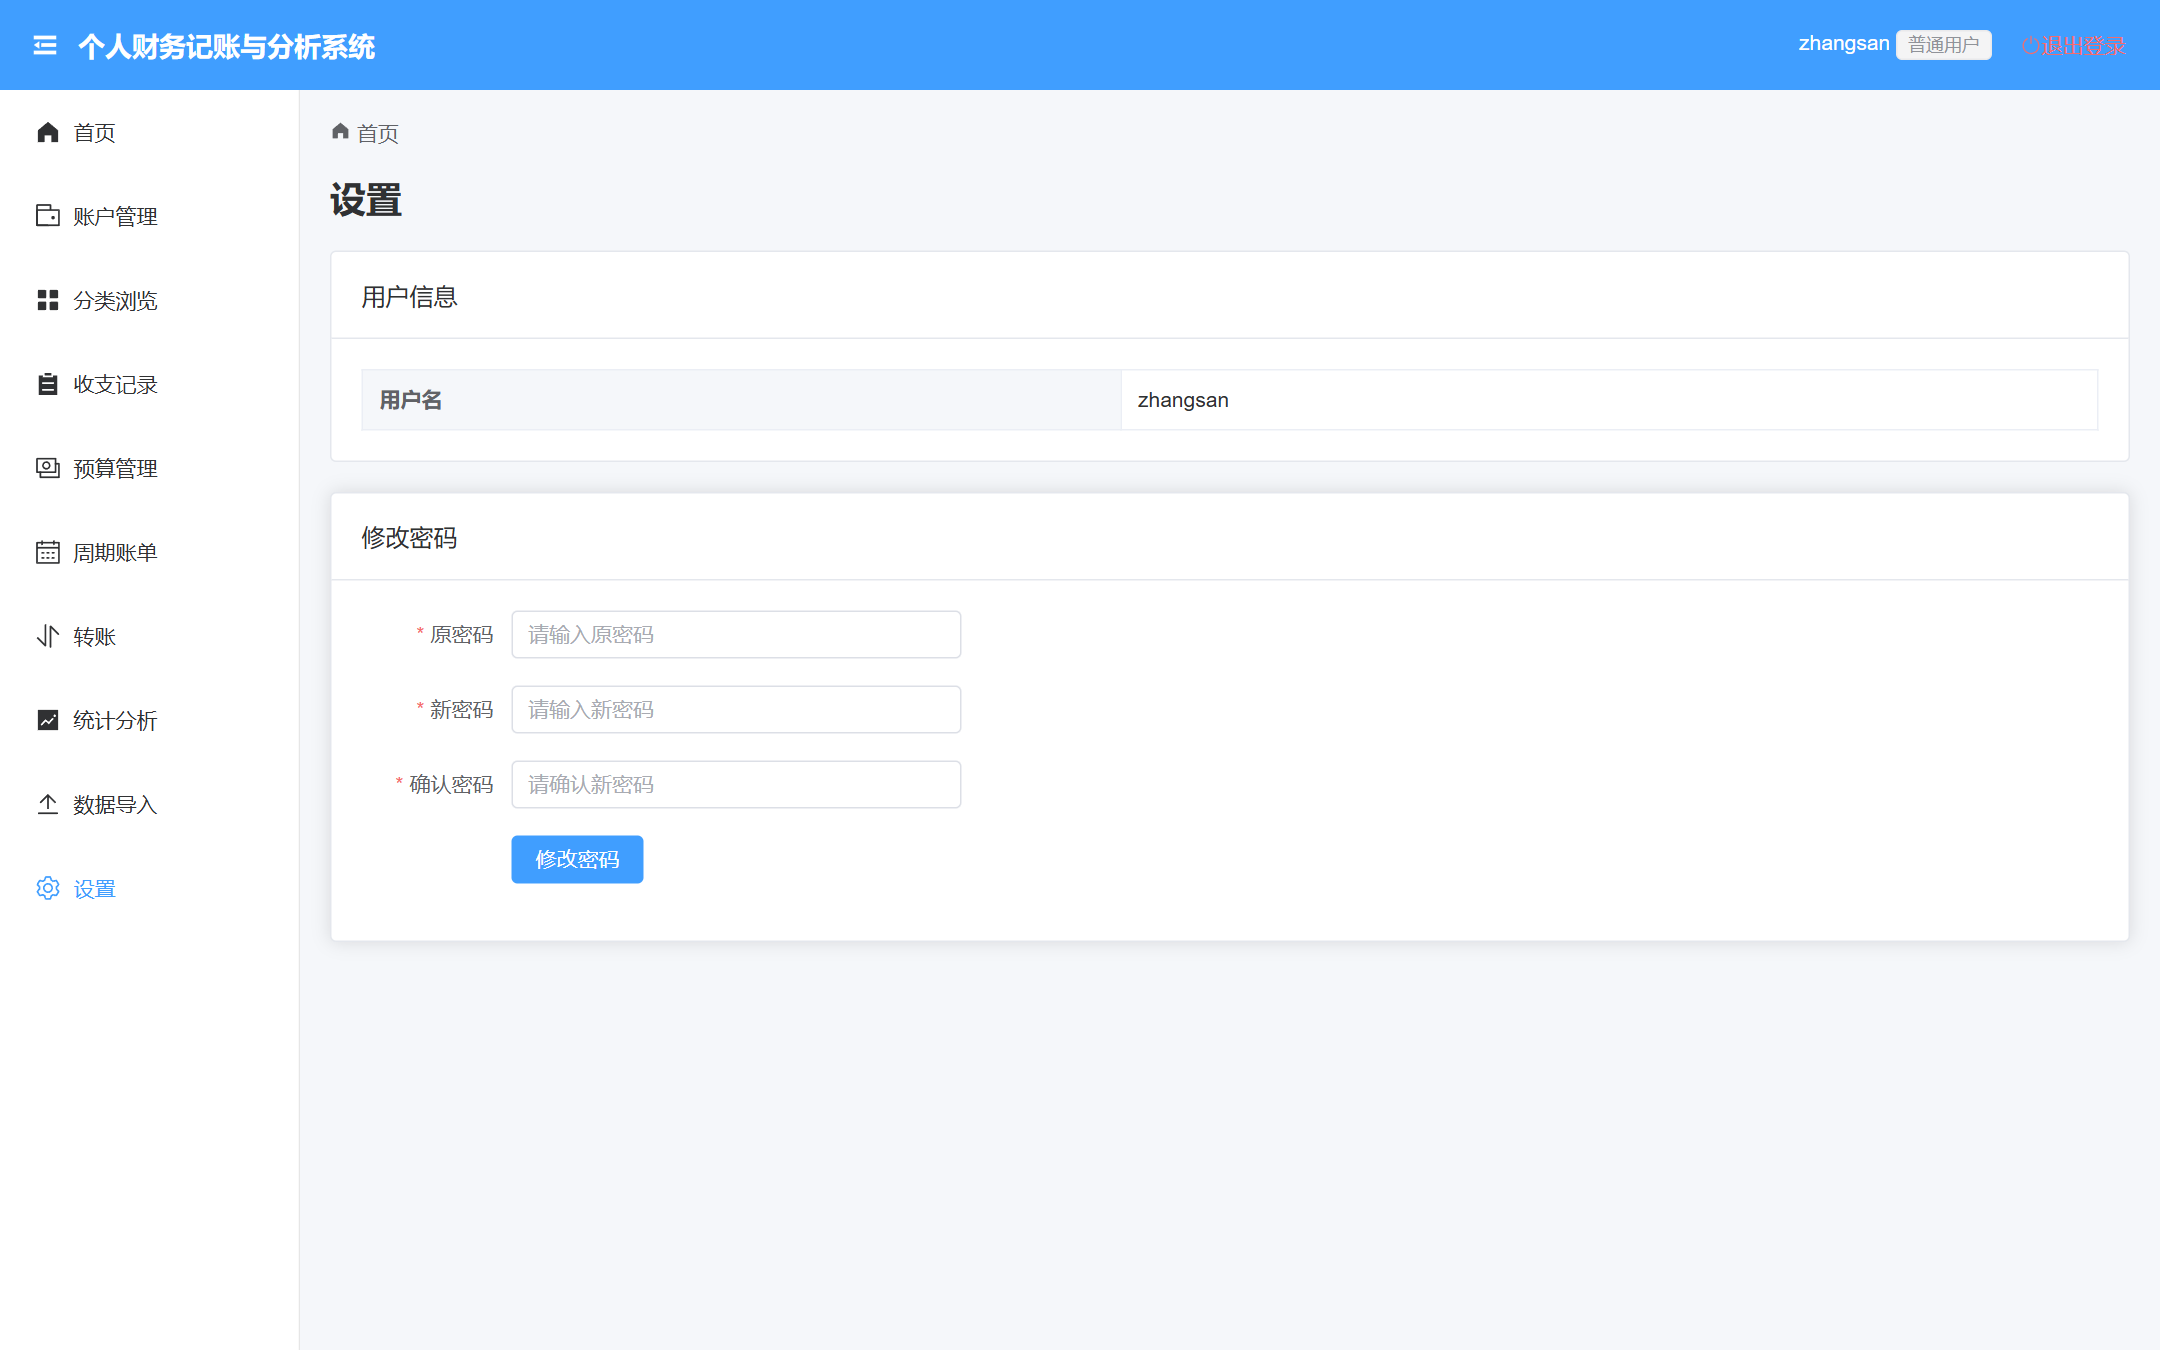 个人财务记账与分析系统
zhangsan 普通用户 退出登录
首页
账户管理
分类浏览
收支记录
预算管理
周期账单
转账
统计分析
数据导入
设置
首页
设置
用户信息
用户名 zhangsan
修改密码
* 原密码 请输入原密码
* 新密码 请输入新密码
* 确认密码 请确认新密码
修改密码